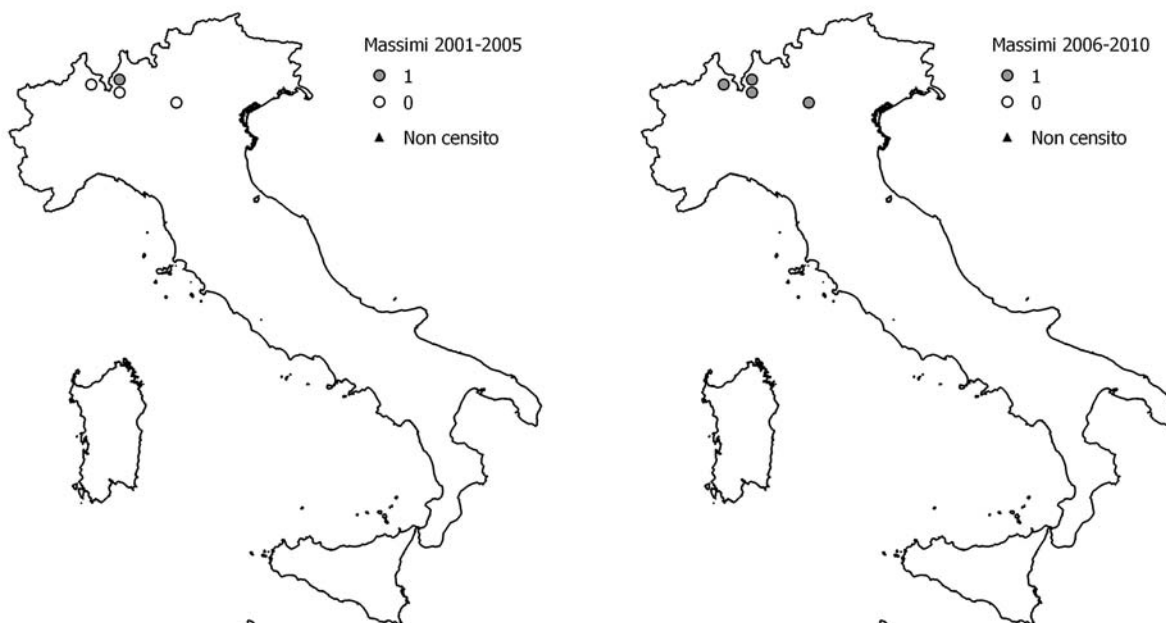 Massimi 2001-2005
1
0
Non censito
Massimi 2006-2010
1
0
Non censito